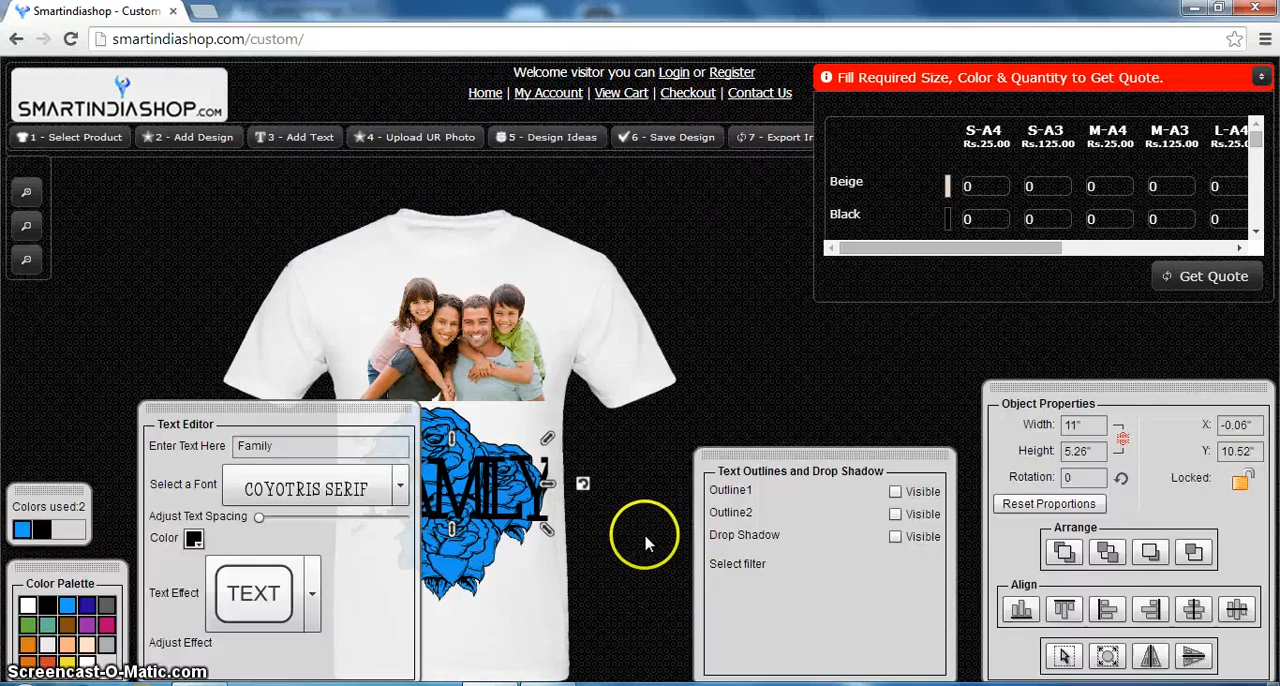 Smartindiashop - Custom
smartindiashop.com/custom/
SMARTINDIASHOP.COM
Welcome visitor you can Login or Register
Home | My Account | View Cart | Checkout | Contact Us
1 - Select Product
2 - Add Design
3 - Add Text
4 - Upload UR Photo
5 - Design Ideas
6 - Save Design
7 - Export Im
Fill Required Size, Color & Quantity to Get Quote.
S-A4 S-A3 M-A4 M-A3 L-A4
Rs.25.00 Rs.125.00 Rs.25.00 Rs.125.00 Rs.25.0
Beige 0 0 0 0 0
Black 0 0 0 0 0
Get Quote
AMILY
Text Editor
Enter Text Here Family
Select a Font COYOTRIS SERIF
Adjust Text Spacing
Color
Text Effect TEXT
Adjust Effect
Colors used:2
Color Palette
Text Outlines and Drop Shadow
Outline1 Visible
Outline2 Visible
Drop Shadow Visible
Select filter
Object Properties
Width: 11" X: -0.06"
Height: 5.26" Y: 10.52"
Rotation: 0 Locked:
Reset Proportions
Arrange
Align
Screencast-O-Matic.com